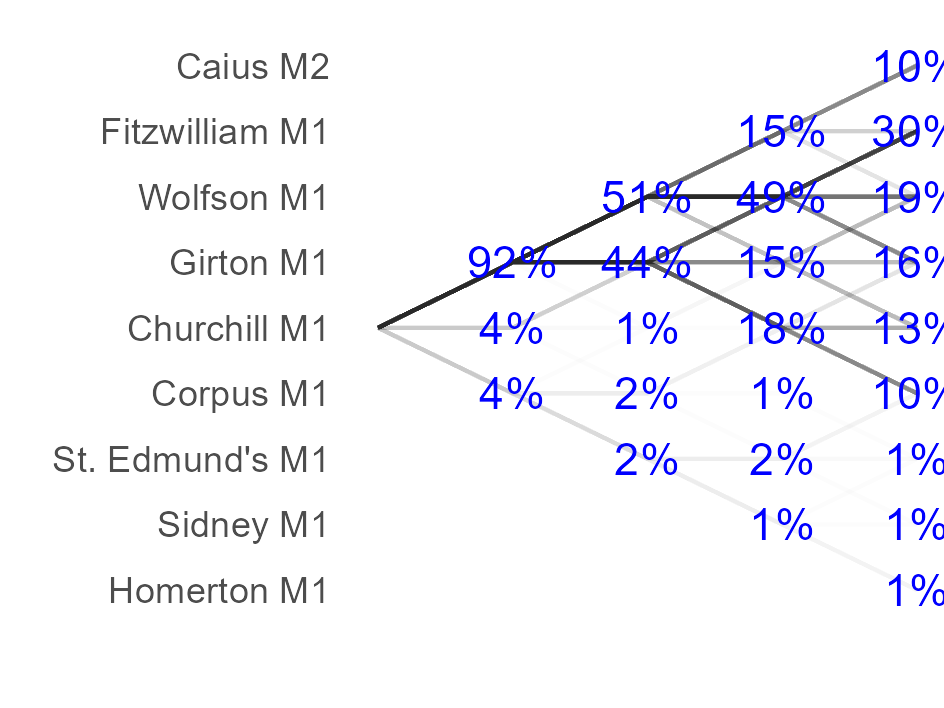 Caius M2 10%
Fitzwilliam M1 15% 30%
Wolfson M1 51% 49% 19%
Girton M1 92% 44% 15% 16%
Churchill M1 4% 1% 18% 13%
Corpus M1 4% 2% 1% 10%
St. Edmund's M1 2% 2% 1%
Sidney M1 1% 1%
Homerton M1 1%